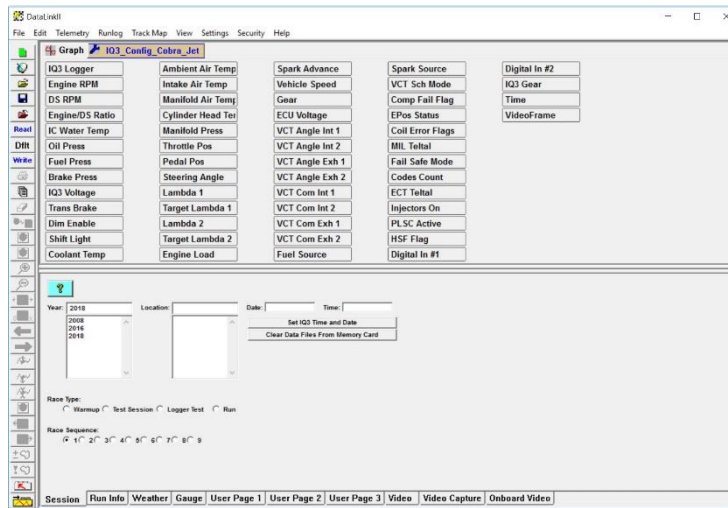 DataLinkII
File Edit Telemetry Runlog Track Map View Settings Security Help
Graph IQ3_Config_Cobra_Jet
IQ3 Logger Ambient Air Temp Spark Advance Spark Source Digital In #2
Engine RPM Intake Air Temp Vehicle Speed VCT Sch Mode IQ3 Gear
DS RPM Manifold Air Temp Gear Comp Fail Flag Time
Engine/DS Ratio Cylinder Head Ter ECU Voltage EPos Status VideoFrame
Read IC Water Temp Manifold Press VCT Angle Int 1 Coil Error Flags
Dflt Oil Press Throttle Pos VCT Angle Int 2 MIL Teltal
Write Fuel Press Pedal Pos VCT Angle Exh 1 Fail Safe Mode
Brake Press Steering Angle VCT Angle Exh 2 Codes Count
IQ3 Voltage Lambda 1 VCT Com Int 1 ECT Teltal
Trans Brake Target Lambda 1 VCT Com Int 2 Injectors On
Dim Enable Lambda 2 VCT Com Exh 1 PLSC Active
Shift Light Target Lambda 2 VCT Com Exh 2 HSF Flag
Coolant Temp Engine Load Fuel Source Digital In #1
?
Year: 2018 Location: Date: Time:
2008 Set IQ3 Time and Date
2016
2018 Clear Data Files From Memory Card
Race Type:
Warmup Test Session Logger Test Run
Race Sequence:
1 2 3 4 5 6 7 8 9
Session Run Info Weather Gauge User Page 1 User Page 2 User Page 3 Video Video Capture Onboard Video